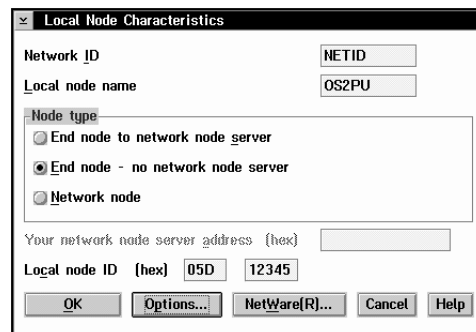 Local Node Characteristics
Network ID NETID
Local node name OS2PU
Node type
End node to network node server
End node - no network node server
Network node
Your network node server address (hex)
Local node ID (hex) 05D 12345
OK Options... NetWare(R)... Cancel Help